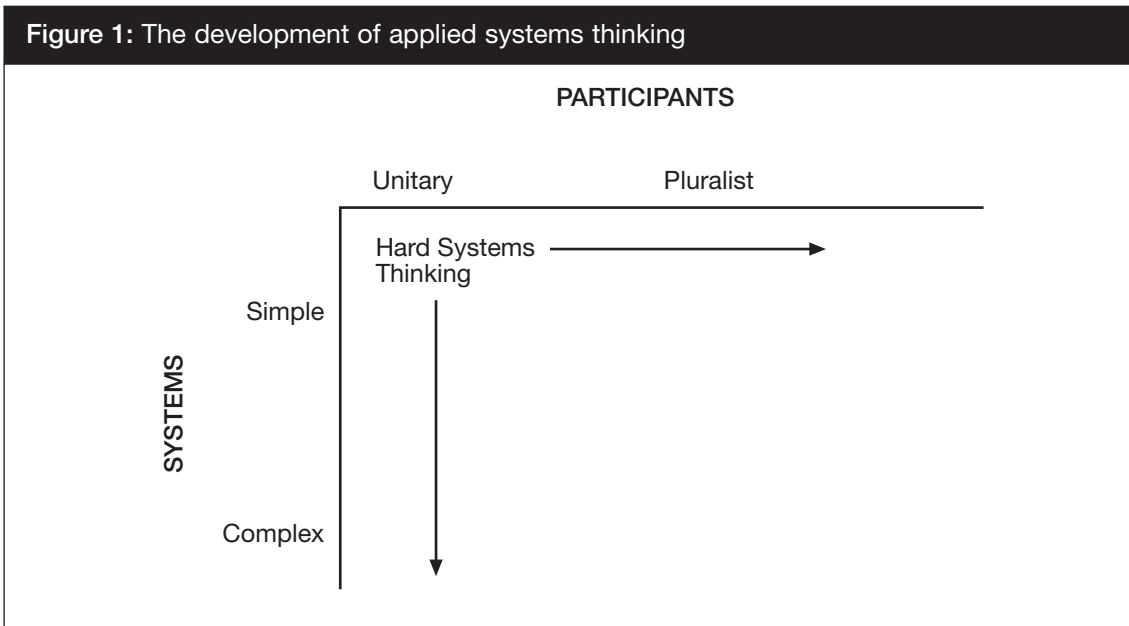 Figure 1: The development of applied systems thinking
PARTICIPANTS
Unitary Pluralist
Hard Systems
Thinking
Simple
SYSTEMS
Complex